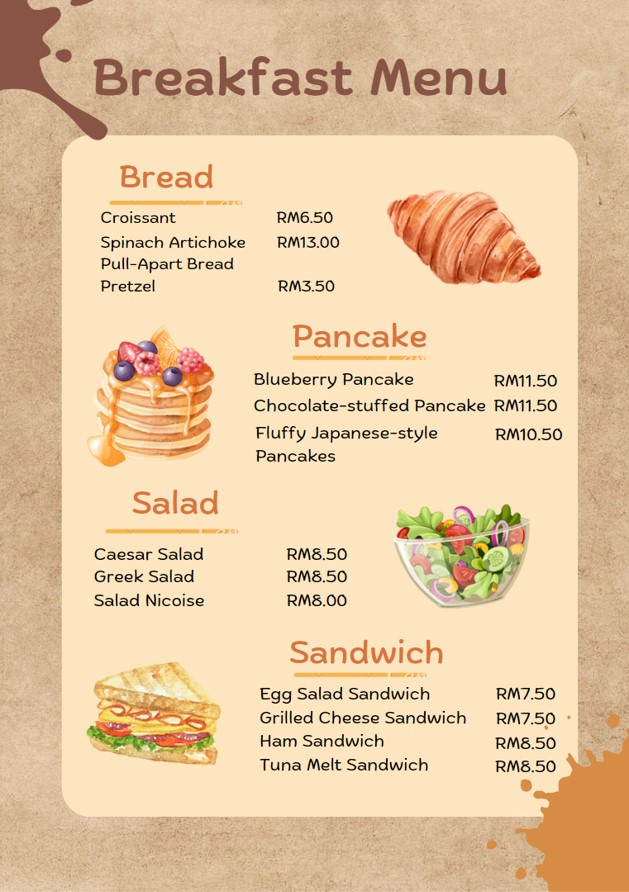 Breakfast Menu
Bread
Croissant RM6.50
Spinach Artichoke RM13.00
Pull-Apart Bread
Pretzel RM3.50
Pancake
Blueberry Pancake RM11.50
Chocolate-stuffed Pancake RM11.50
Fluffy Japanese-style RM10.50
Pancakes
Salad
Caesar Salad RM8.50
Greek Salad RM8.50
Salad Nicoise RM8.00
Sandwich
Egg Salad Sandwich RM7.50
Grilled Cheese Sandwich RM7.50
Ham Sandwich RM8.50
Tuna Melt Sandwich RM8.50